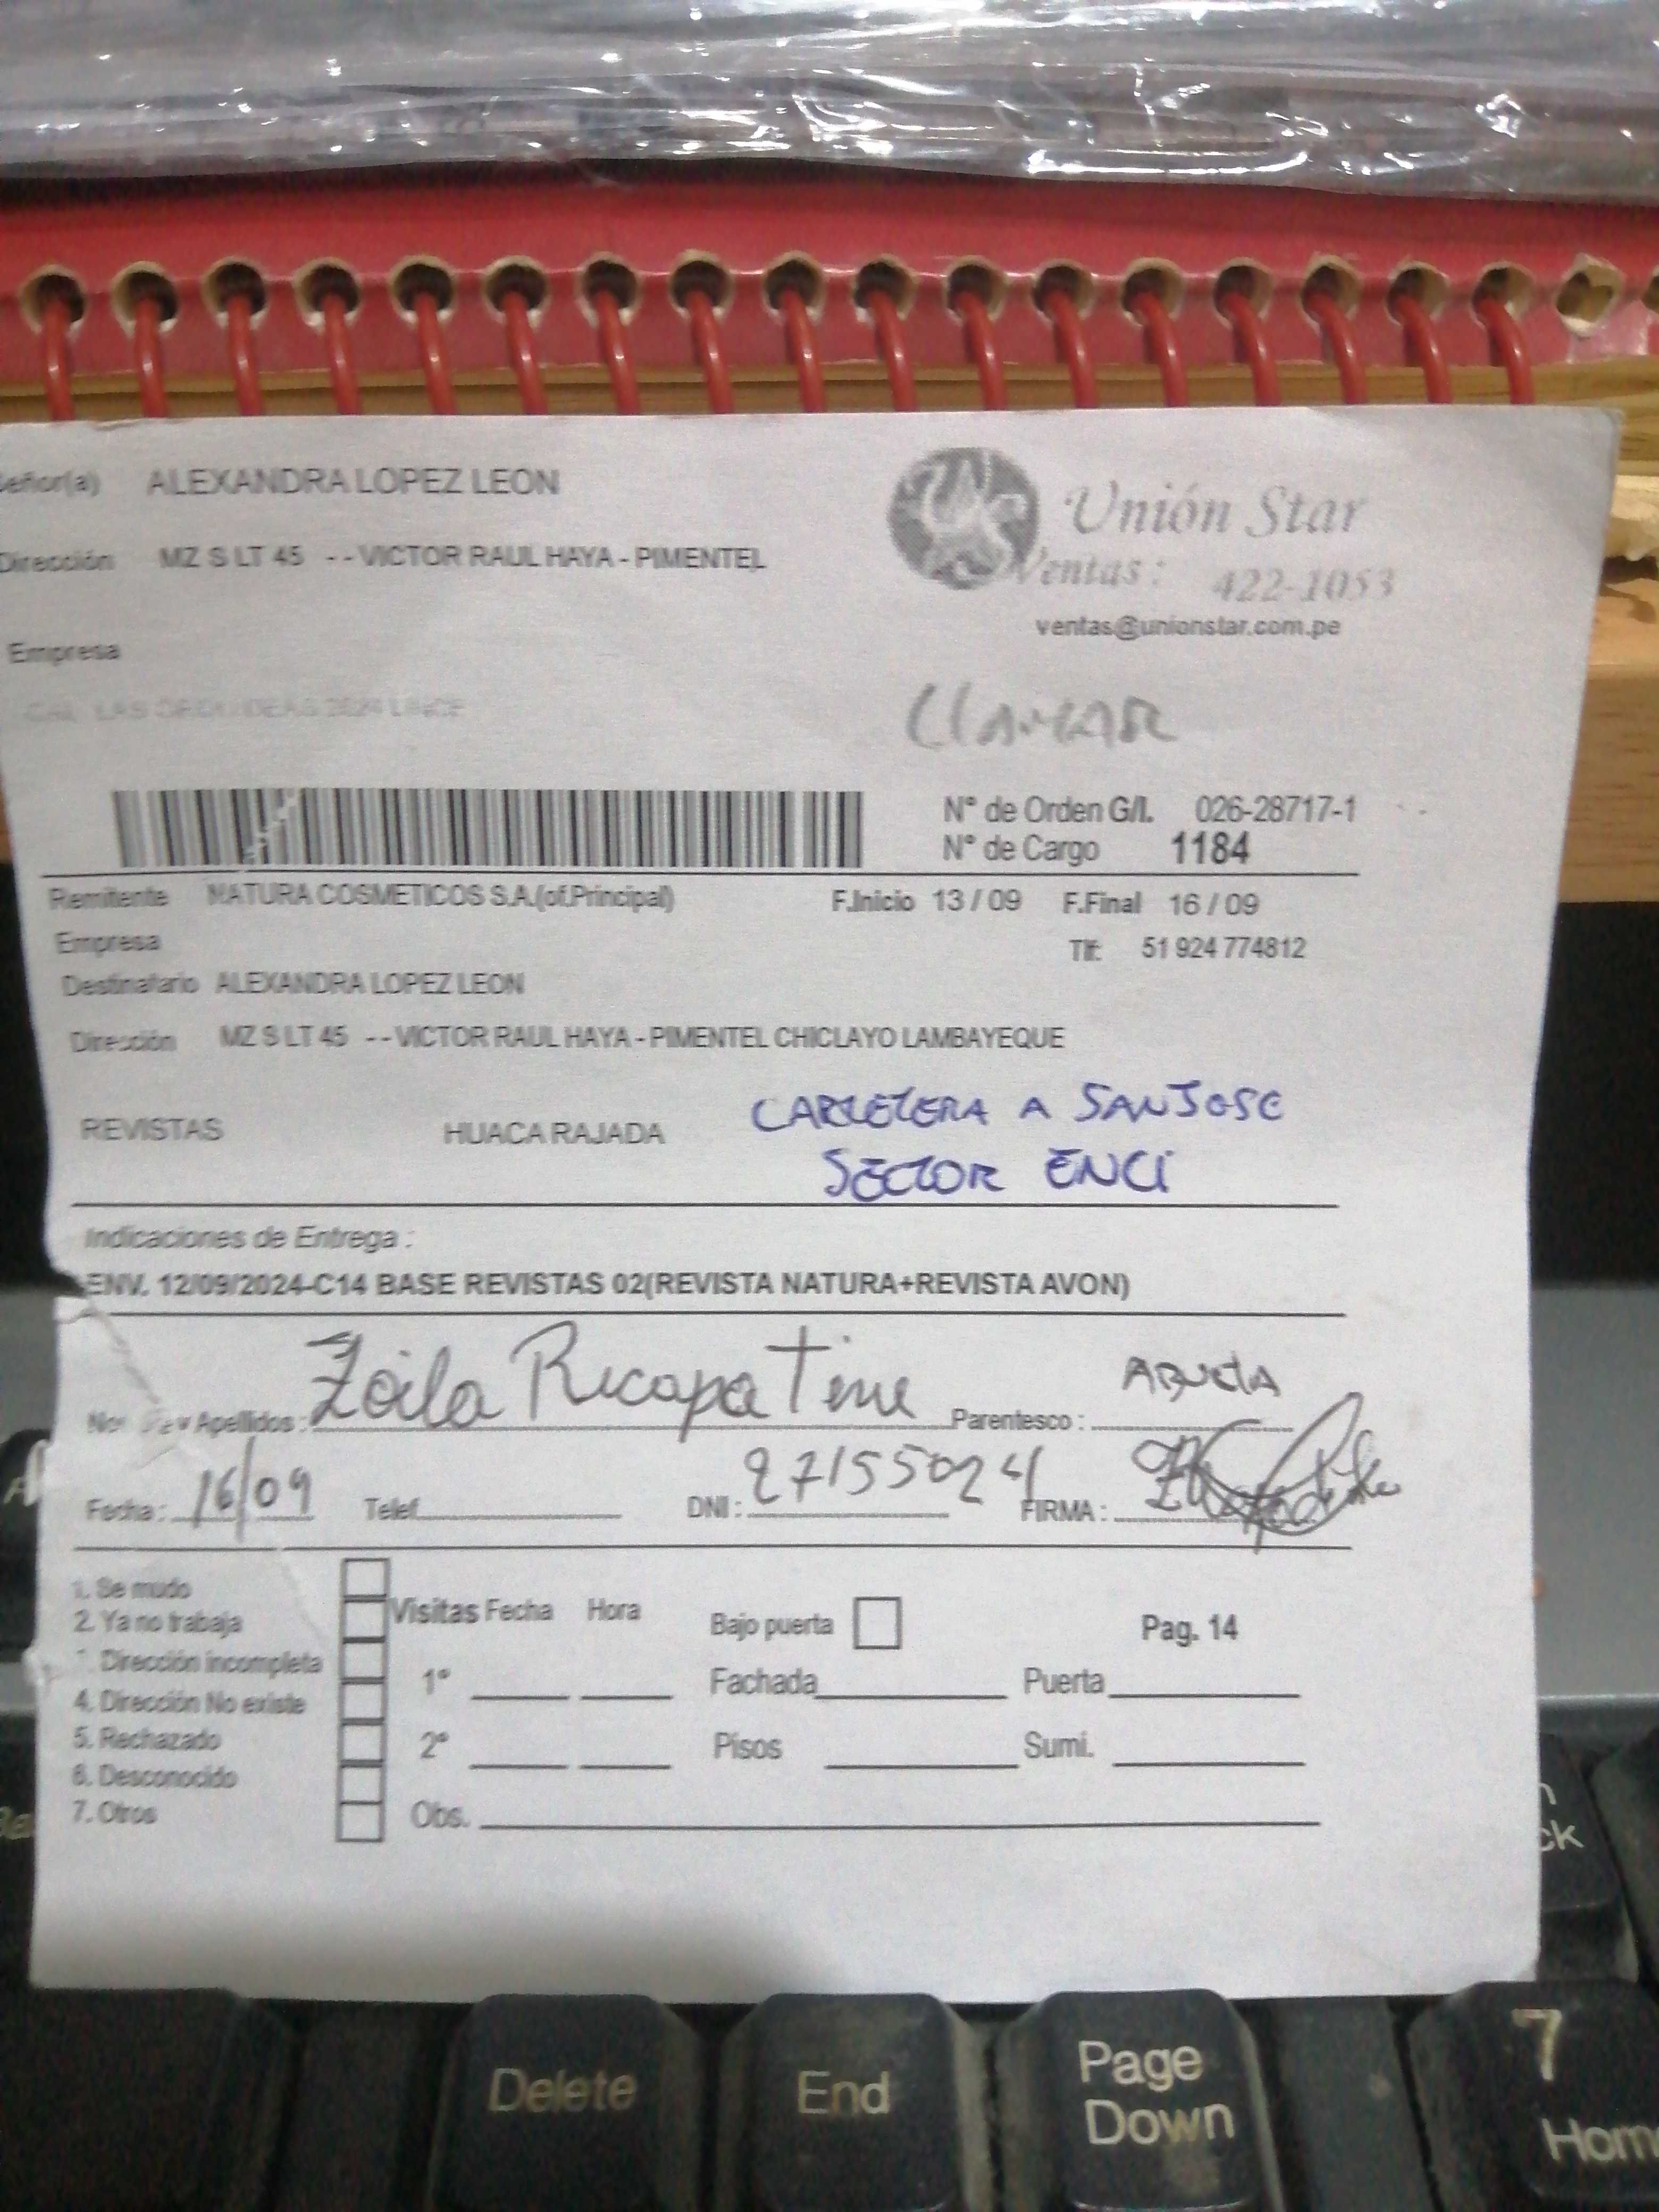 Señor(a) ALEXANDRA LOPEZ LEON
Unión Star
Dirección MZ S LT 45 - - VICTOR RAUL HAYA - PIMENTEL
Ventas: 422-1053
ventas@unionstar.com.pe
Empresa
LLAMAR
N° de Orden G/I. 026-28717-1
N° de Cargo 1184
Remitente NATURA COSMETICOS S.A.(of.Principal) F.Inicio 13 / 09 F.Final 16 / 09
Empresa Tlf: 51 924 774812
Destinatario ALEXANDRA LOPEZ LEON
Dirección MZ S LT 45 - - VICTOR RAUL HAYA - PIMENTEL CHICLAYO LAMBAYEQUE
CARRETERA A SAN JOSE
REVISTAS HUACA RAJADA
SECTOR ENCI
Indicaciones de Entrega :
ENV. 12/09/2024-C14 BASE REVISTAS 02(REVISTA NATURA+REVISTA AVON)
Apellidos : Zoila Ricopa Parentesco : ABUELA
Fecha : 16/09 Telef. DNI : 27155024 FIRMA :
1. Se mudo
2. Ya no trabaja
Dirección incompleta
4. Dirección No existe
5. Rechazado
6. Desconocido
7. Otros
Visitas Fecha Hora Bajo puerta Pag. 14
1° Fachada Puerta
2° Pisos Sumi.
Obs.
Delete
End
Page Down
7 Home